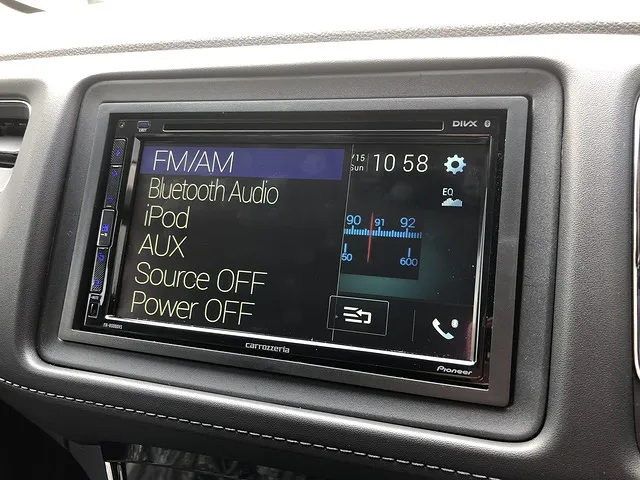 DIVX
FM/AM
Bluetooth Audio
iPod
AUX
Source OFF
Power OFF
/15
Sun
10 58
EQ
90 91 92
50 600
carrozzeria
Pioneer